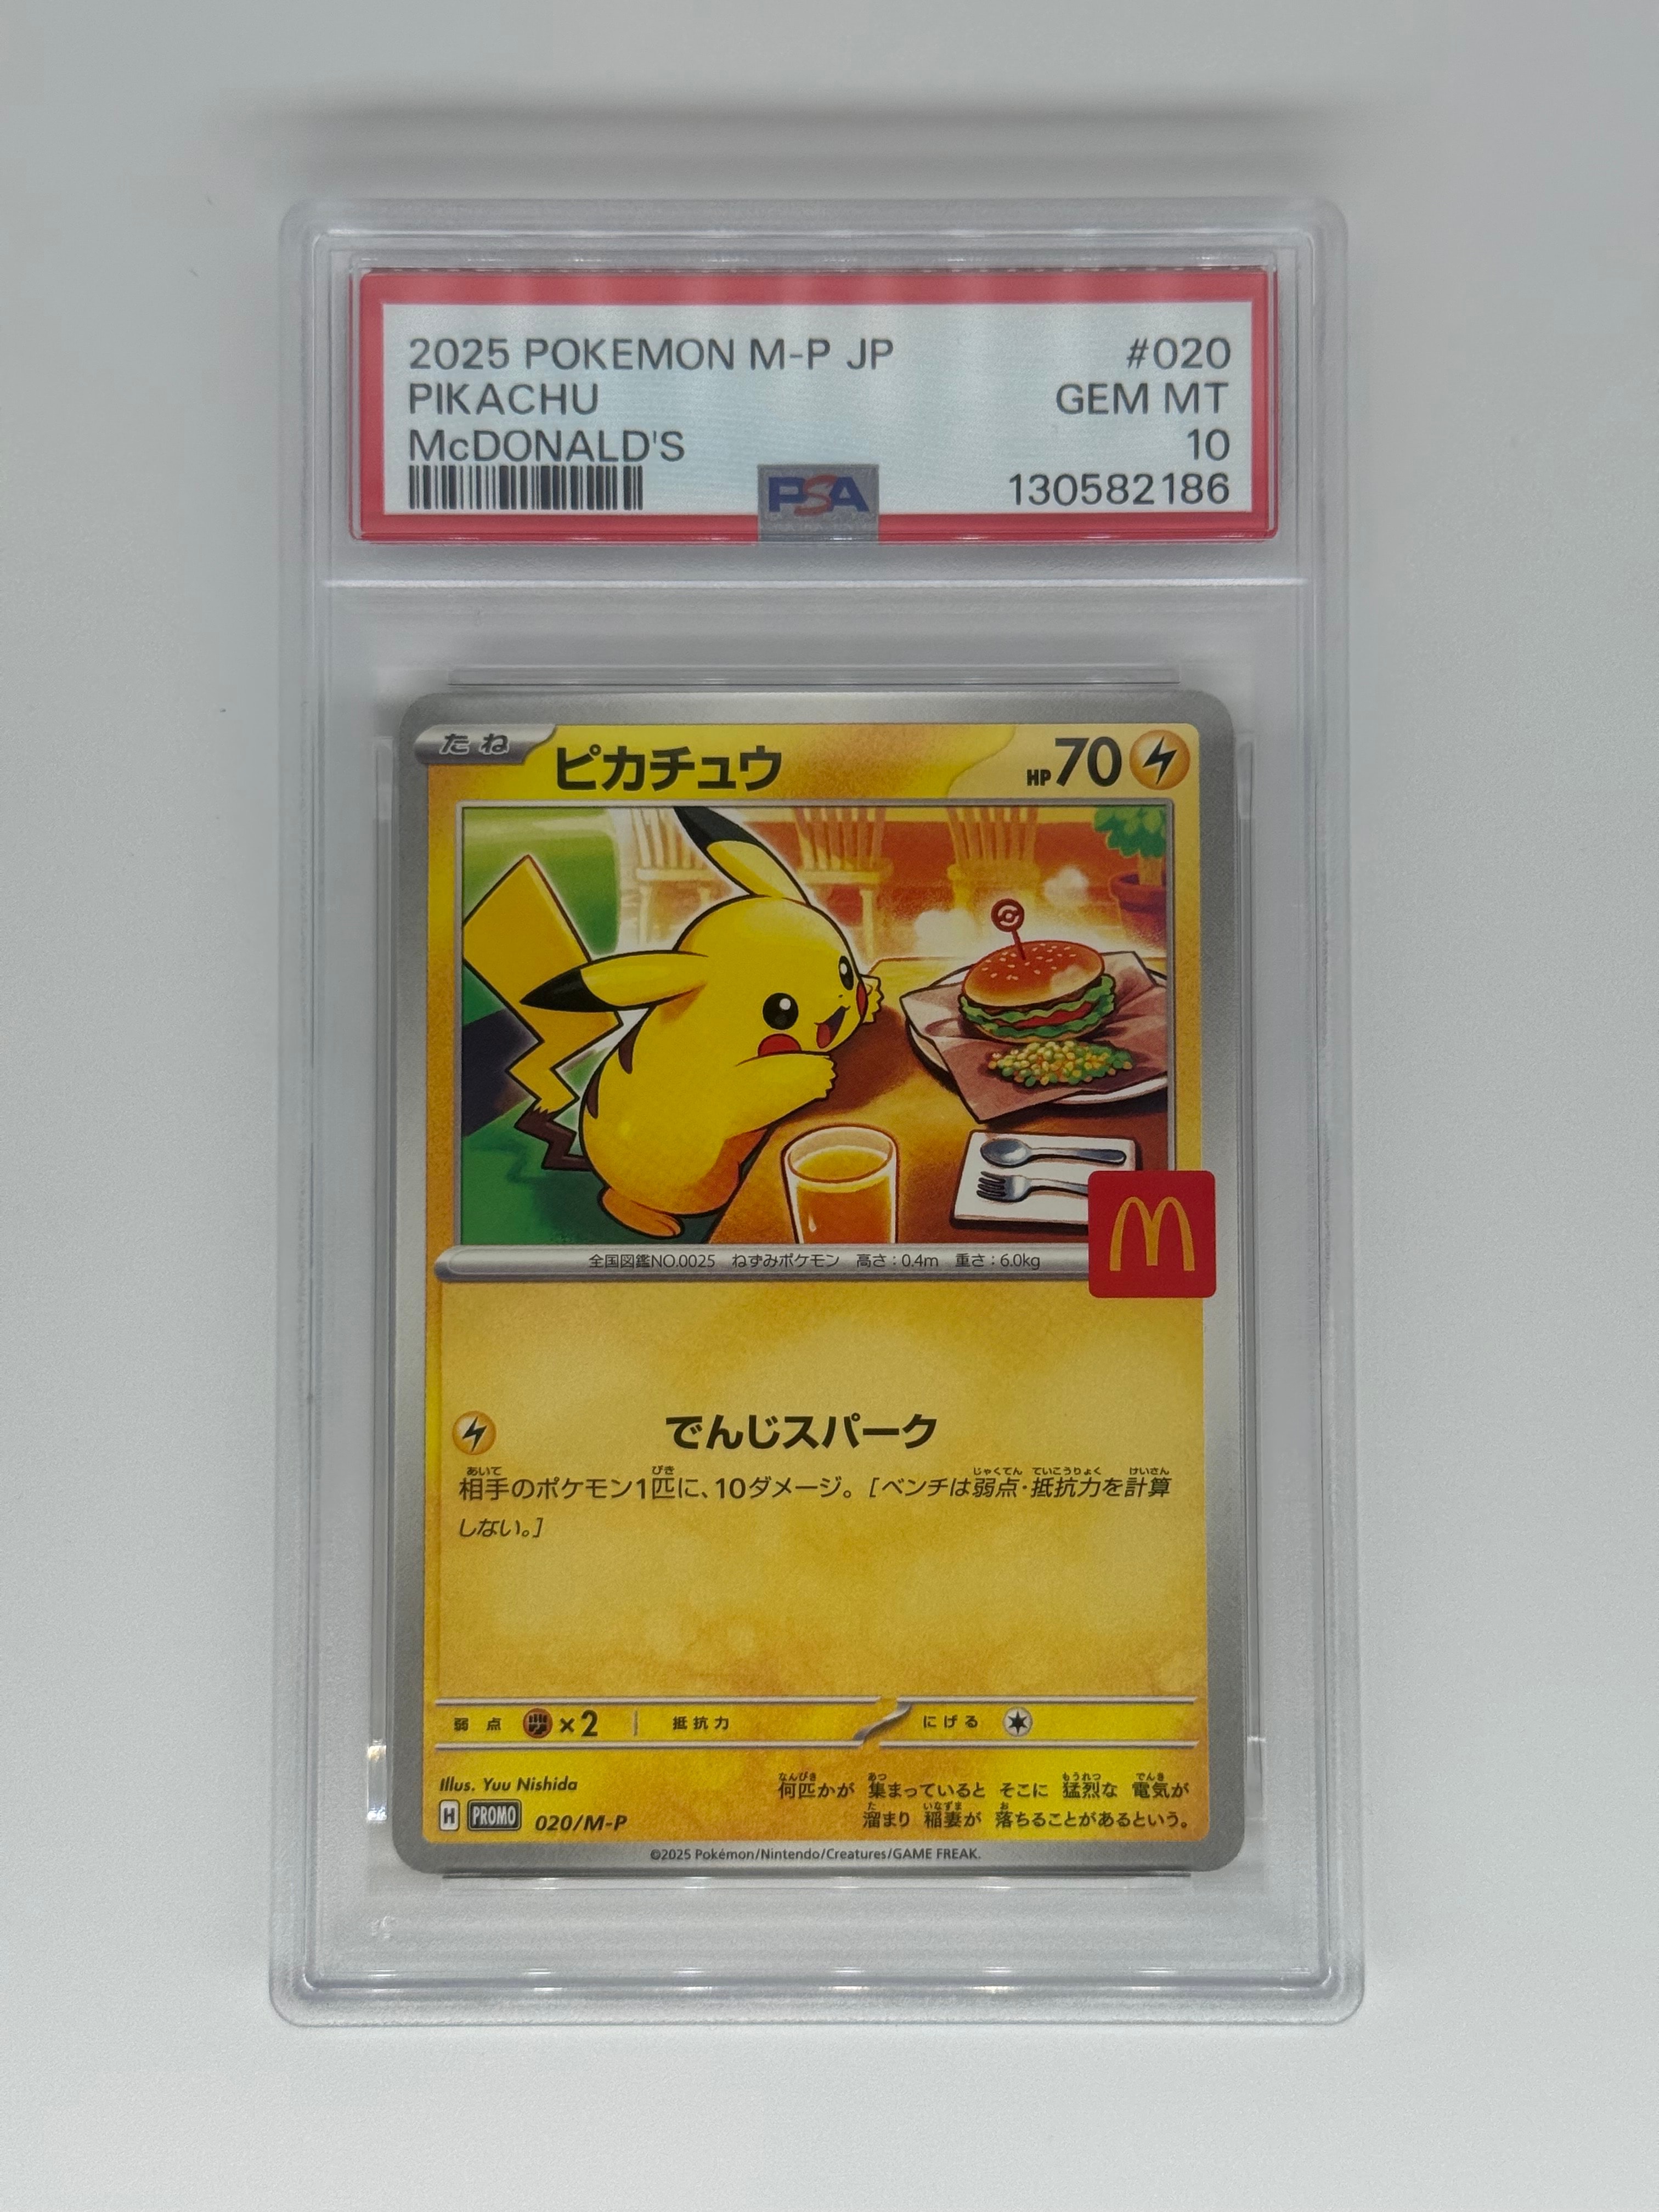 2025 POKEMON M-P JP #020
PIKACHU GEM MT
McDONALD'S 10
PSA 130582186
たね ピカチュウ HP70
全国図鑑NO.0025 ねずみポケモン 高さ:0.4m 重さ:6.0kg
でんじスパーク
相手のポケモン1匹に、10ダメージ。[ベンチは弱点・抵抗力を計算
しない。]
弱点 ×2 抵抗力 にげる
Illus. Yuu Nishida
H PROMO 020/M-P
何匹かが 集まっていると そこに 猛烈な 電気が
溜まり 稲妻が 落ちることがあるという。
©2025 Pokémon/Nintendo/Creatures/GAME FREAK.